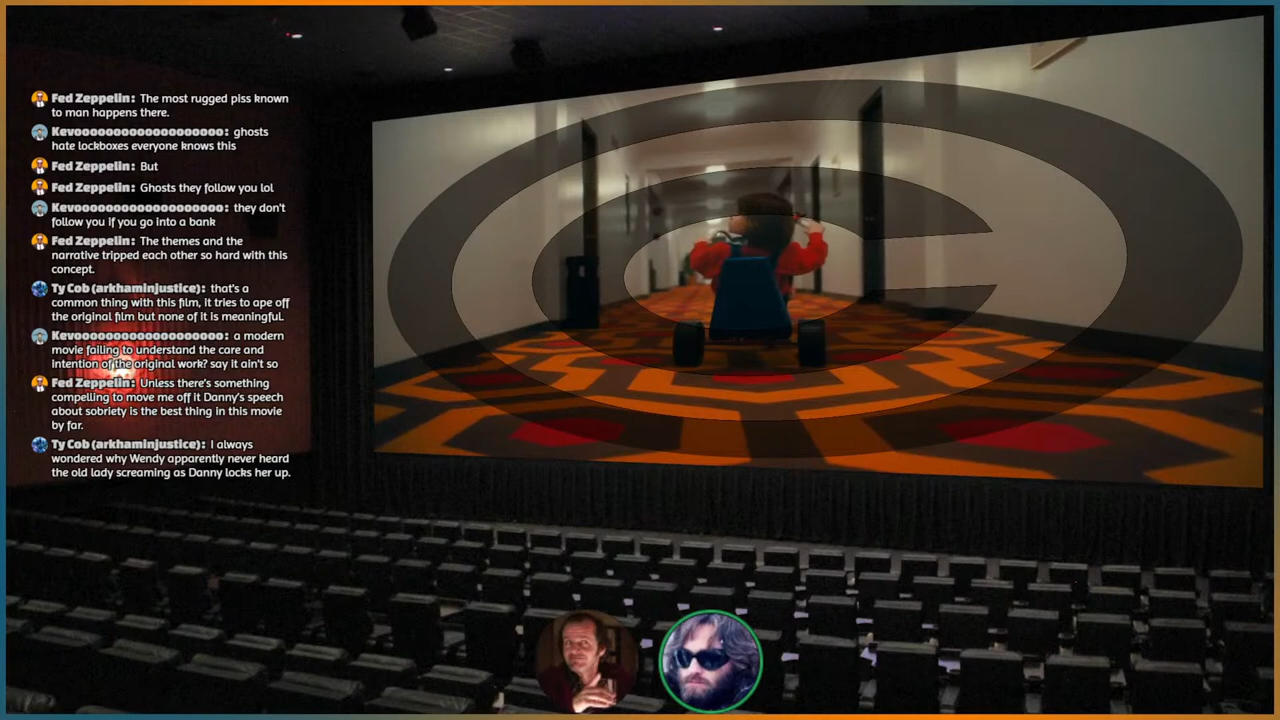 Fed Zeppelin: The most rugged piss known
to man happens there.
Kevooooooooooooooooooo: ghosts
hate lockboxes everyone knows this
Fed Zeppelin: But
Fed Zeppelin: Ghosts they follow you lol
Kevooooooooooooooooooo: they don't
follow you if you go into a bank
Fed Zeppelin: The themes and the
narrative tripped each other so hard with this
concept.
Ty Cob (arkhaminjustice): that's a
common thing with this film, it tries to ape off
the original film but none of it is meaningful.
Kevooooooooooooooooooo: a modern
movie failing to understand the care and
intention of the original work? say it ain't so
Fed Zeppelin: Unless there's something
compelling to move me off it Danny's speech
about sobriety is the best thing in this movie
by far.
Ty Cob (arkhaminjustice): I always
wondered why Wendy apparently never heard
the old lady screaming as Danny locks her up.